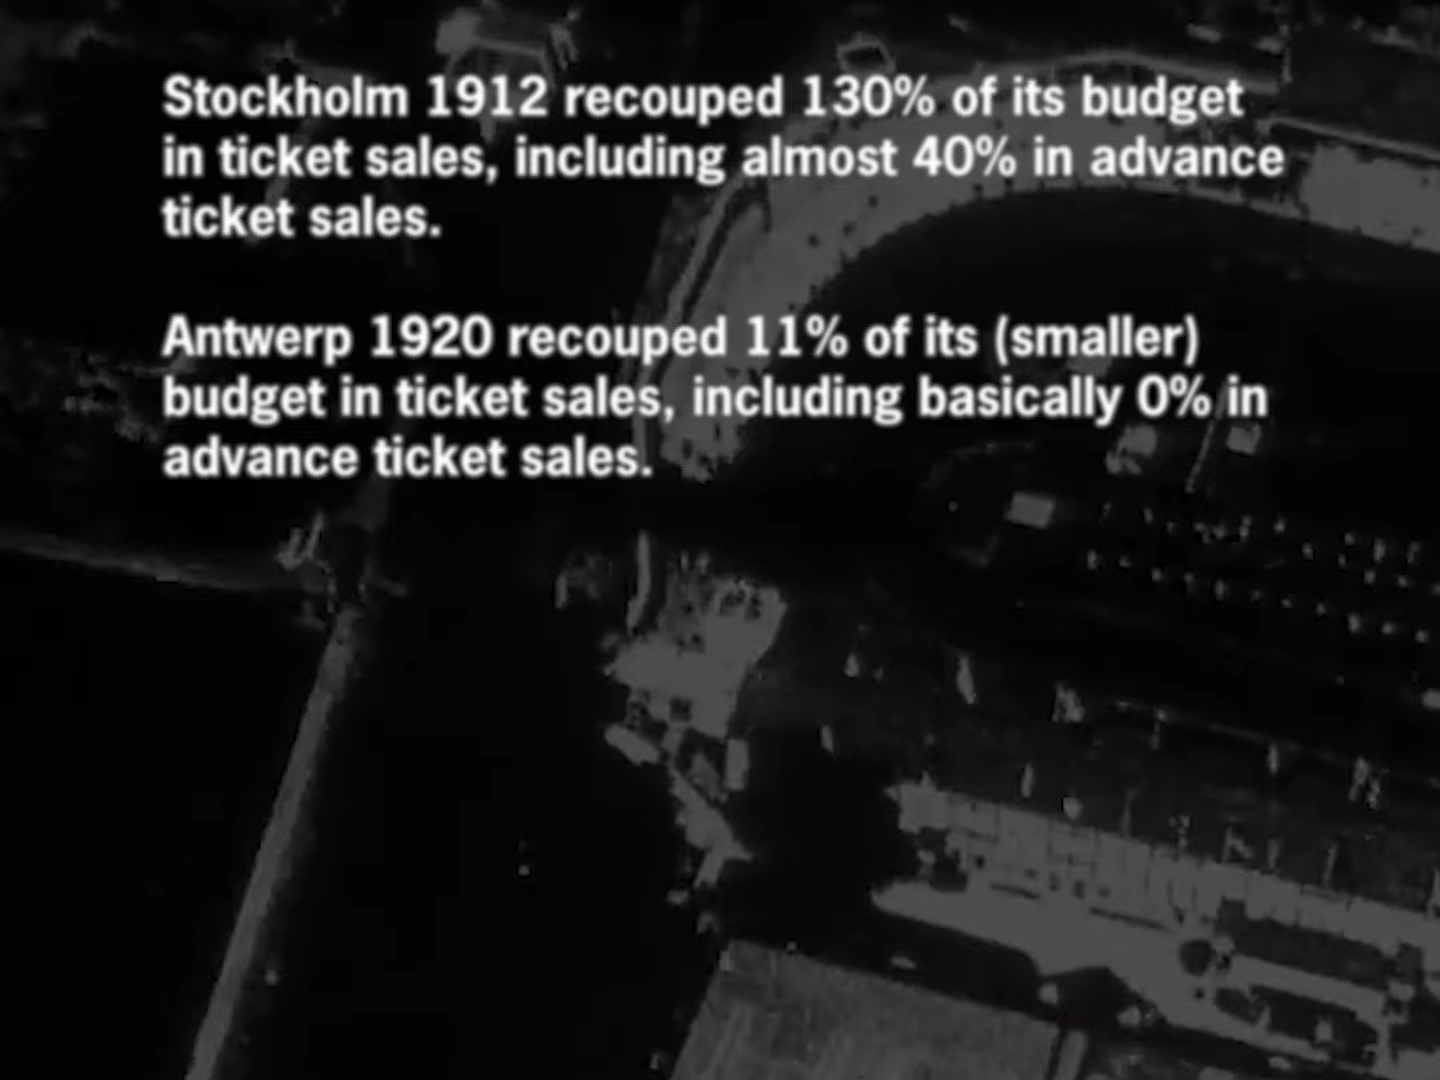 Stockholm 1912 recouped 130% of its budget
in ticket sales, including almost 40% in advance
ticket sales.
Antwerp 1920 recouped 11% of its (smaller)
budget in ticket sales, including basically 0% in
advance ticket sales.